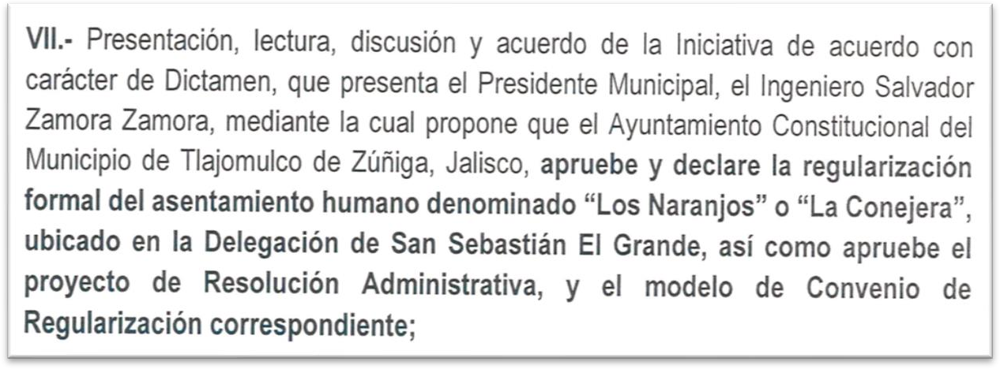 VII.- Presentación, lectura, discusión y acuerdo de la Iniciativa de acuerdo con
carácter de Dictamen, que presenta el Presidente Municipal, el Ingeniero Salvador
Zamora Zamora, mediante la cual propone que el Ayuntamiento Constitucional del
Municipio de Tlajomulco de Zúñiga, Jalisco, apruebe y declare la regularización
formal del asentamiento humano denominado “Los Naranjos” o “La Conejera”,
ubicado en la Delegación de San Sebastián El Grande, así como apruebe el
proyecto de Resolución Administrativa, y el modelo de Convenio de
Regularización correspondiente;